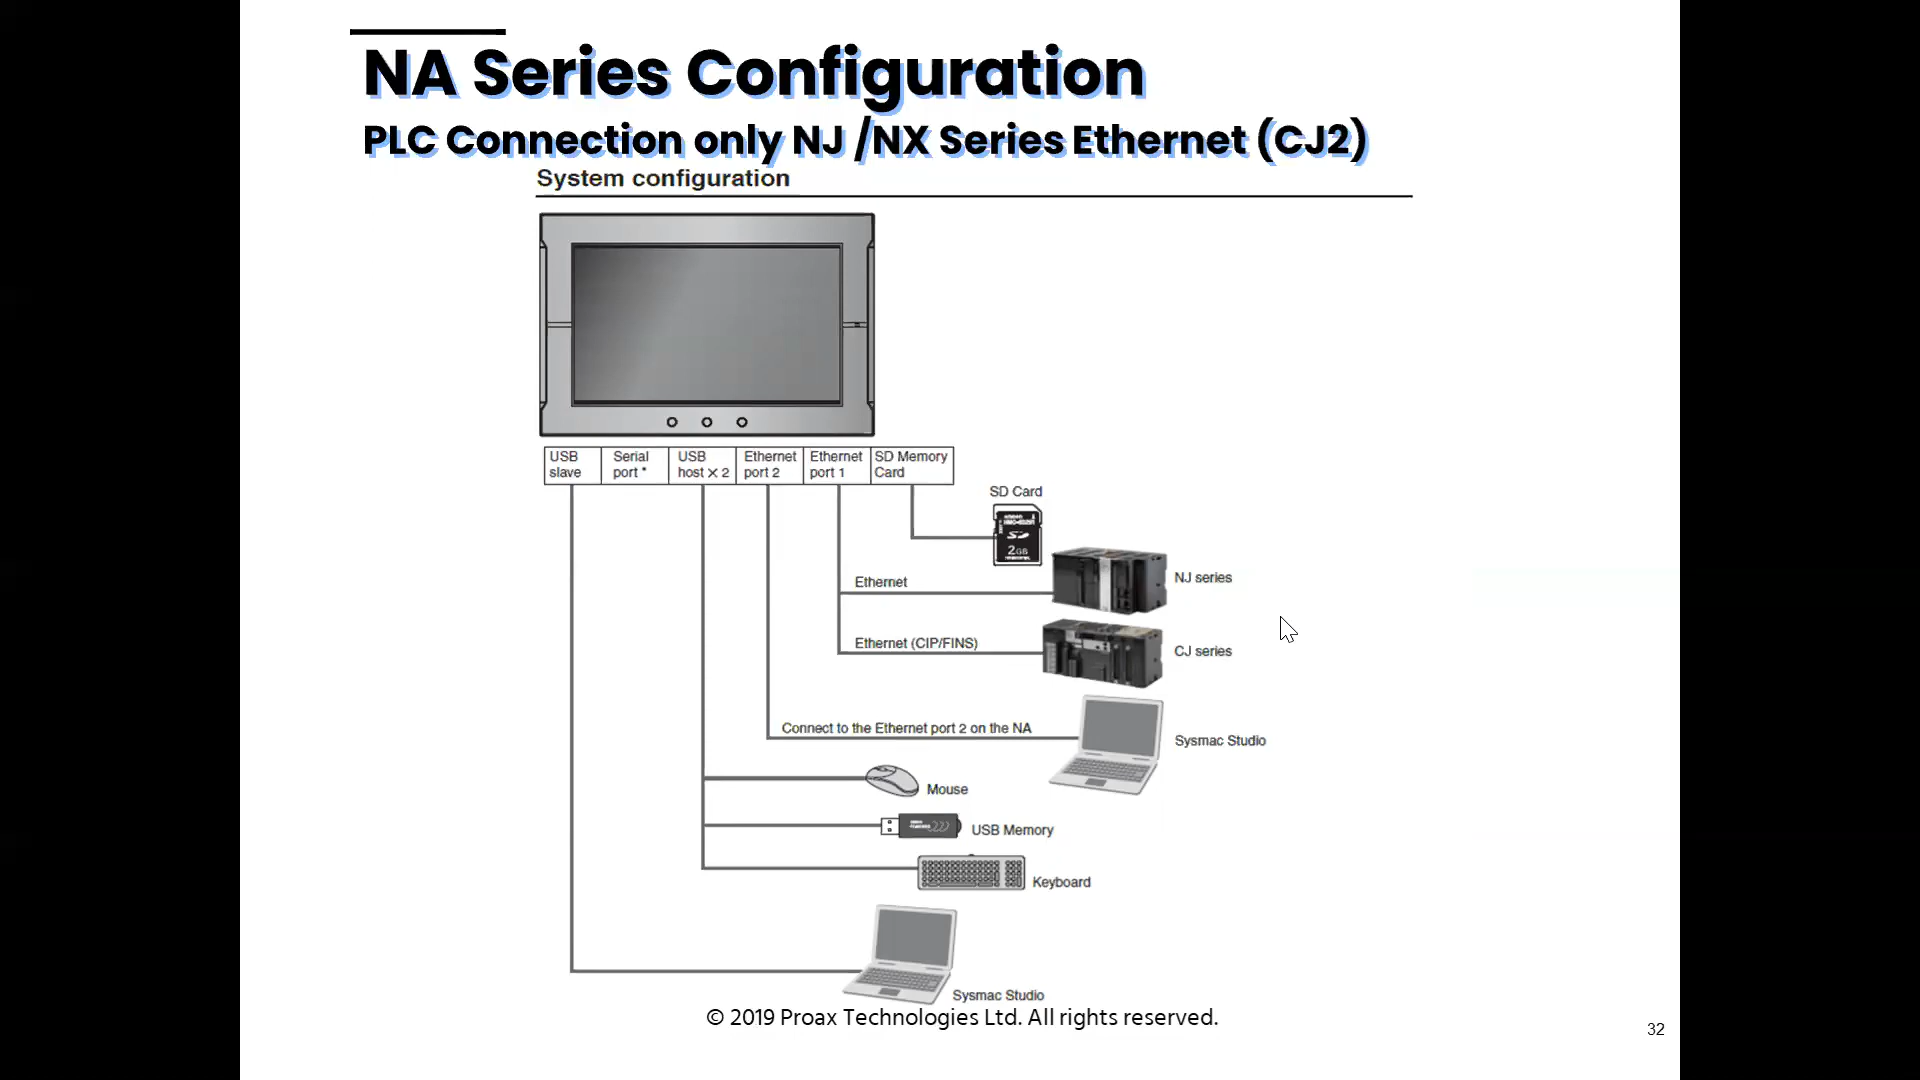 NA Series Configuration
PLC Connection only NJ /NX Series Ethernet (CJ2)
System configuration
USB slave
Serial port *
USB host × 2
Ethernet port 2
Ethernet port 1
SD Memory Card
SD Card
2GB
Ethernet
NJ series
Ethernet (CIP/FINS)
CJ series
Connect to the Ethernet port 2 on the NA
Sysmac Studio
Mouse
USB Memory
Keyboard
Sysmac Studio
© 2019 Proax Technologies Ltd. All rights reserved.
32